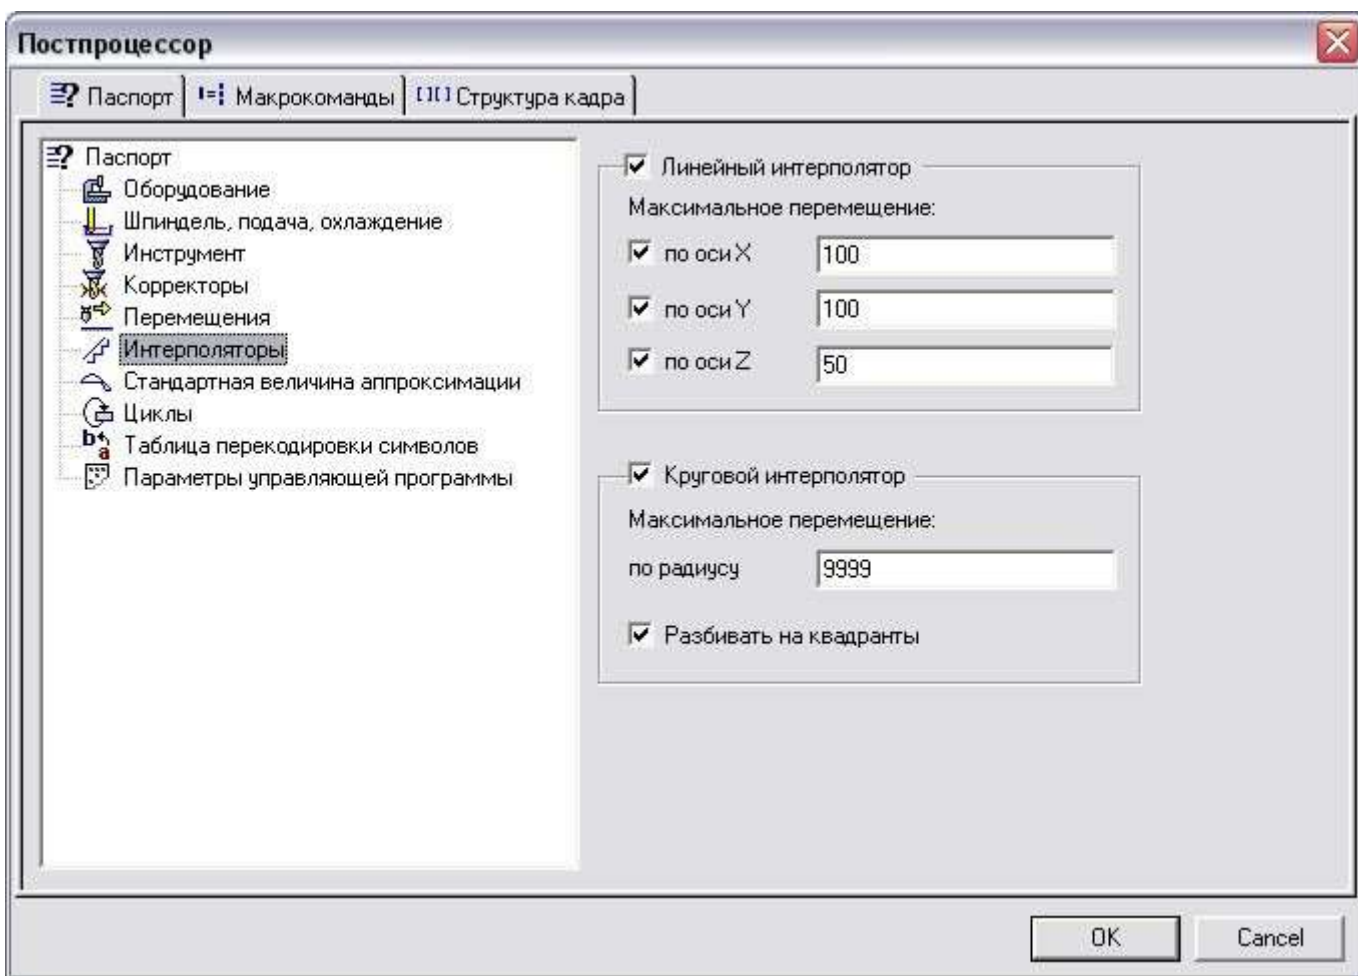 Постпроцессор
Паспорт
Макрокоманды
Структура кадра
Паспорт
Оборудование
Шпиндель, подача, охлаждение
Инструмент
Корректоры
Перемещения
Интерполяторы
Стандартная величина аппроксимации
Циклы
Таблица перекодировки символов
Параметры управляющей программы
Линейный интерполятор
Максимальное перемещение:
по оси X 100
по оси Y 100
по оси Z 50
Круговой интерполятор
Максимальное перемещение:
по радиусу 9999
Разбивать на квадранты
OK
Cancel